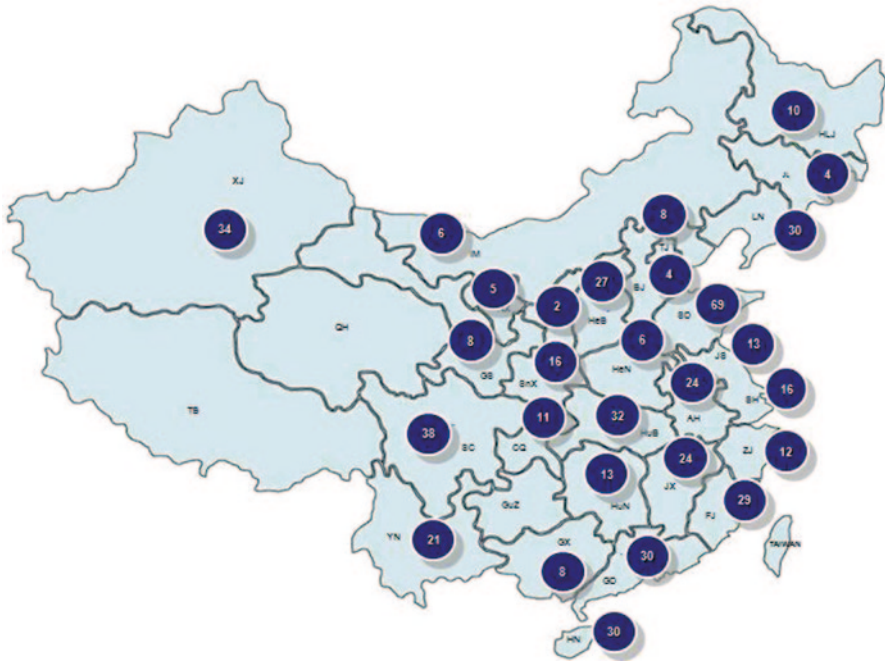 10
HLJ
4
JL
XJ
8
LN
30
34
6
IM
TJ
4
5
27
BJ
69
SD
2
HeB
QH
8
6
13
JS
GS
16
HeN
SnX
24
16
SH
TB
11
32
AH
38
SC
CQ
HuB
ZJ
12
24
13
JX
29
GuZ
HuN
FJ
21
YN
GX
30
TAIWAN
8
GD
30
HN